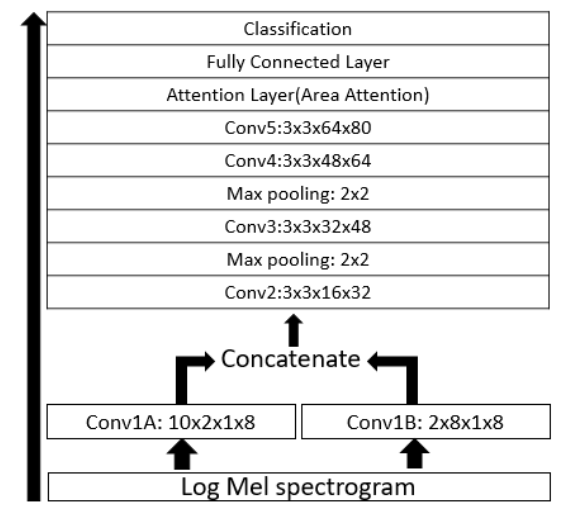 Classification
Fully Connected Layer
Attention Layer(Area Attention)
Conv5:3x3x64x80
Conv4:3x3x48x64
Max pooling: 2x2
Conv3:3x3x32x48
Max pooling: 2x2
Conv2:3x3x16x32
Concatenate
Conv1A: 10x2x1x8
Conv1B: 2x8x1x8
Log Mel spectrogram